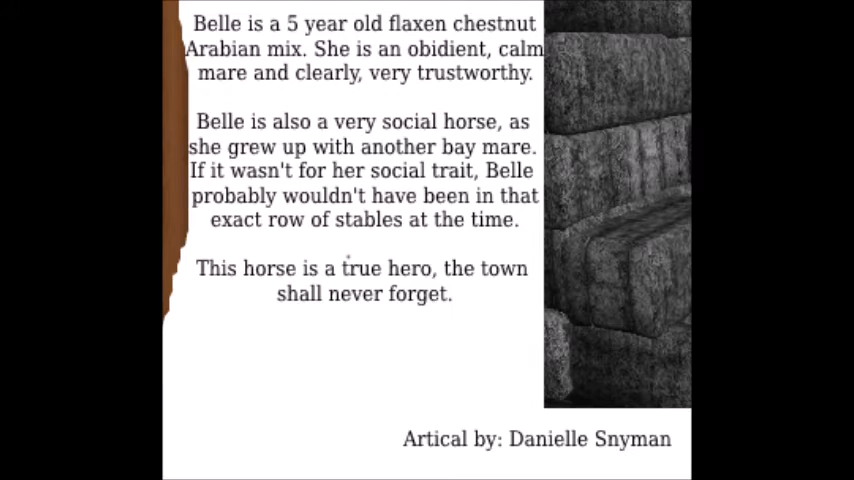 Belle is a 5 year old flaxen chestnut
Arabian mix. She is an obidient, calm
mare and clearly, very trustworthy.
Belle is also a very social horse, as
she grew up with another bay mare.
If it wasn't for her social trait, Belle
probably wouldn't have been in that
exact row of stables at the time.
This horse is a true hero, the town
shall never forget.
Artical by: Danielle Snyman